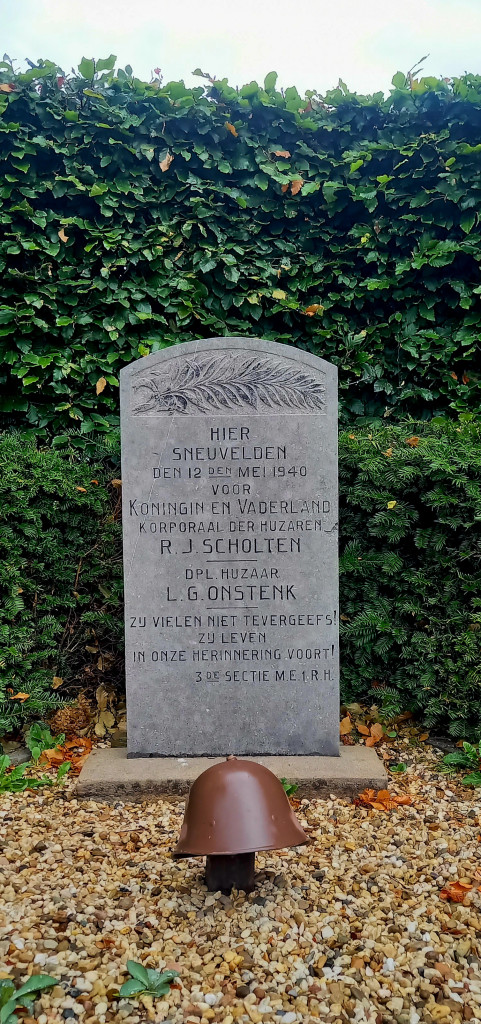 HIER
SNEUVELDEN
DEN 12 DEN MEI 1940
VOOR
KONINGIN EN VADERLAND
KORPORAAL DER HUZAREN
R.J. SCHOLTEN
DPL. HUZAAR
L.G. ONSTENK
ZIJ VIELEN NIET TEVERGEEFS!
ZIJ LEVEN
IN ONZE HERINNERING VOORT!
3DE SECTIE M.E. 1. R.H.